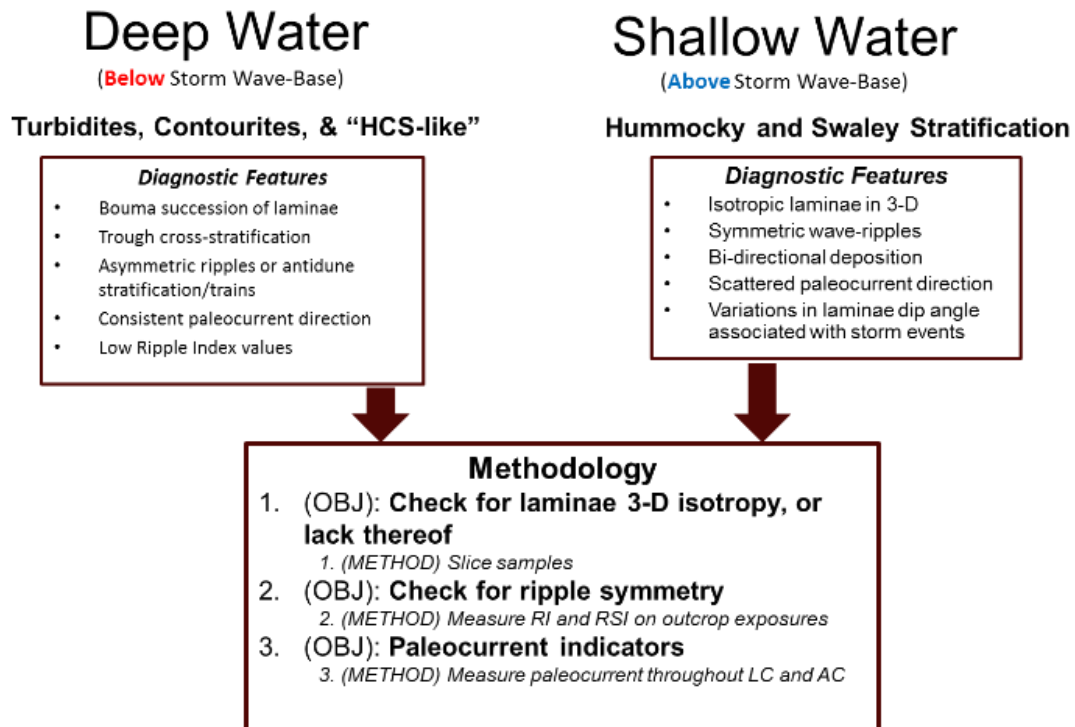 Deep Water
(Below Storm Wave-Base)
Turbidites, Contourites, & “HCS-like”
Diagnostic Features
• Bouma succession of laminae
• Trough cross-stratification
• Asymmetric ripples or antidune
stratification/trains
• Consistent paleocurrent direction
• Low Ripple Index values
Shallow Water
(Above Storm Wave-Base)
Hummocky and Swaley Stratification
Diagnostic Features
• Isotropic laminae in 3-D
• Symmetric wave-ripples
• Bi-directional deposition
• Scattered paleocurrent direction
• Variations in laminae dip angle
associated with storm events
Methodology
1. (OBJ): Check for laminae 3-D isotropy, or
lack thereof
1. (METHOD) Slice samples
2. (OBJ): Check for ripple symmetry
2. (METHOD) Measure RI and RSI on outcrop exposures
3. (OBJ): Paleocurrent indicators
3. (METHOD) Measure paleocurrent throughout LC and AC